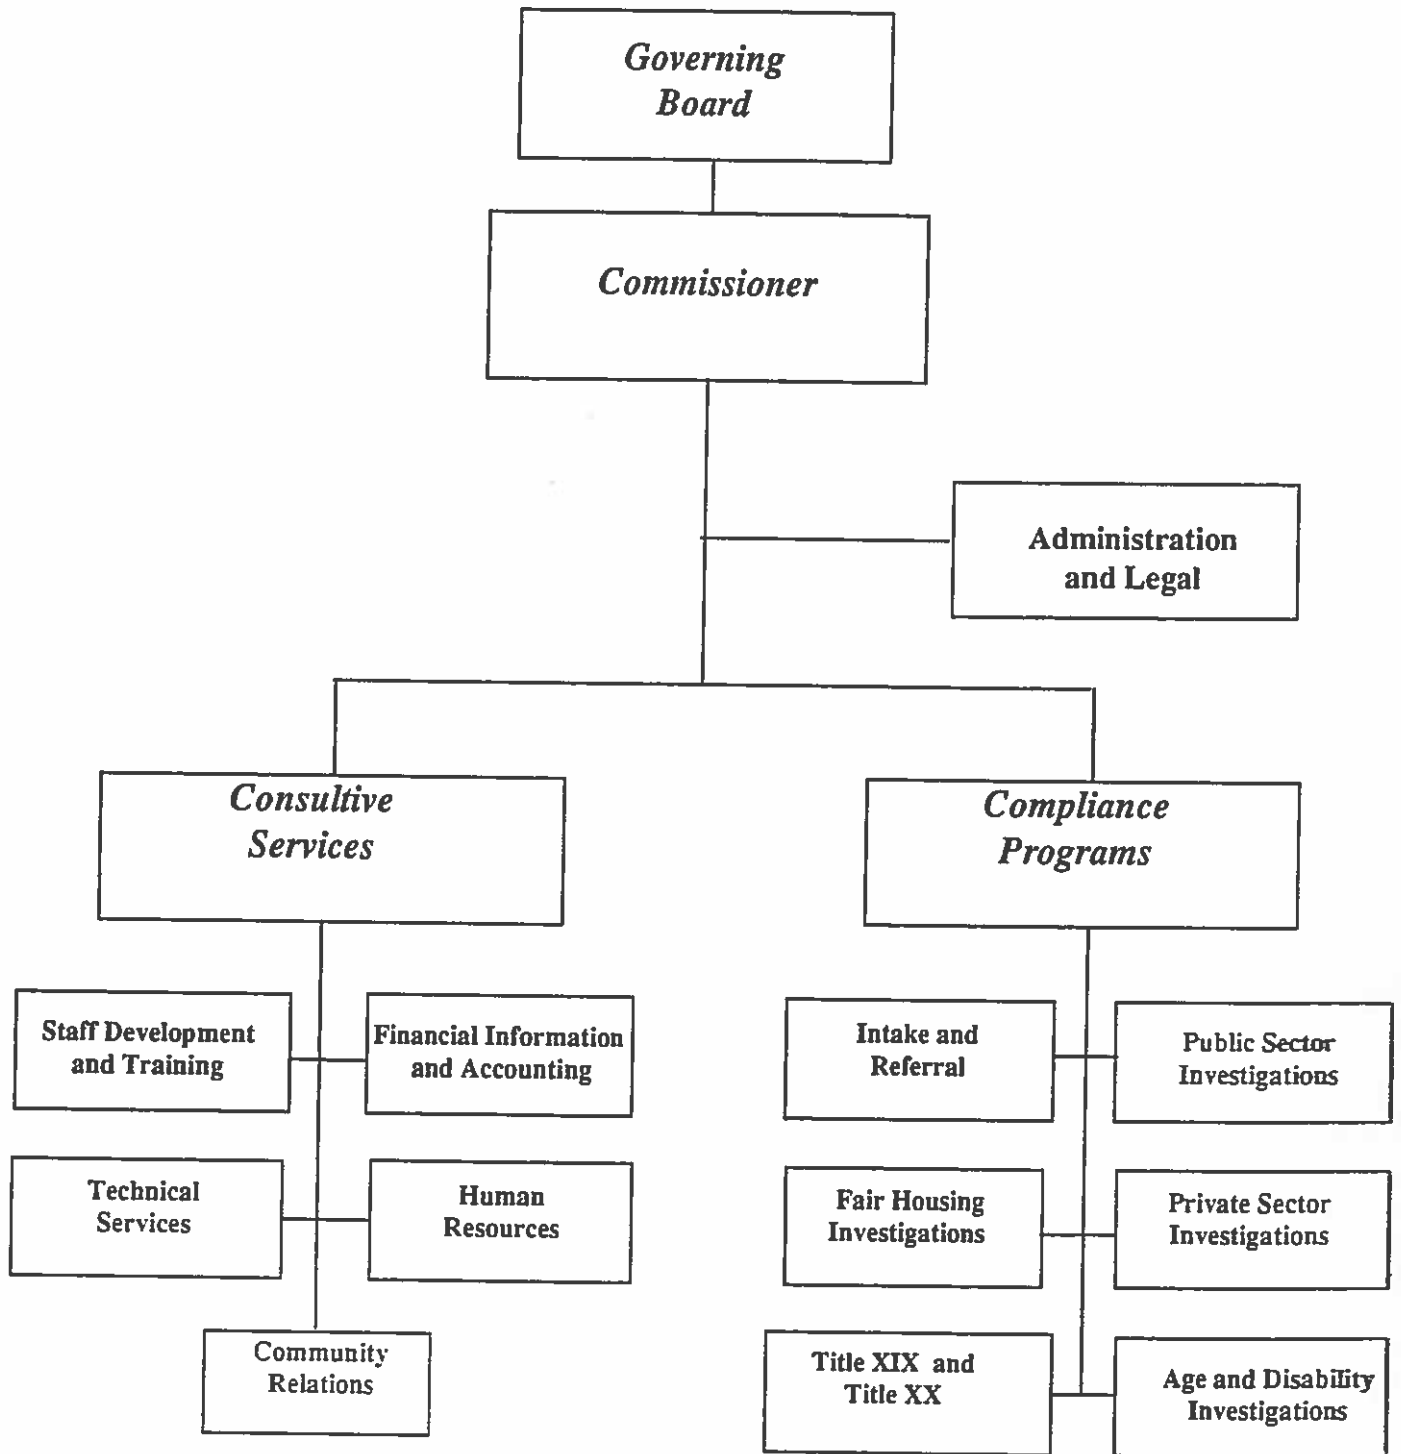 Governing
Board
Commissioner
Administration
and Legal
Consultive
Services
Compliance
Programs
Staff Development
and Training
Financial Information
and Accounting
Intake and
Referral
Public Sector
Investigations
Technical
Services
Human
Resources
Fair Housing
Investigations
Private Sector
Investigations
Community
Relations
Title XIX and
Title XX
Age and Disability
Investigations